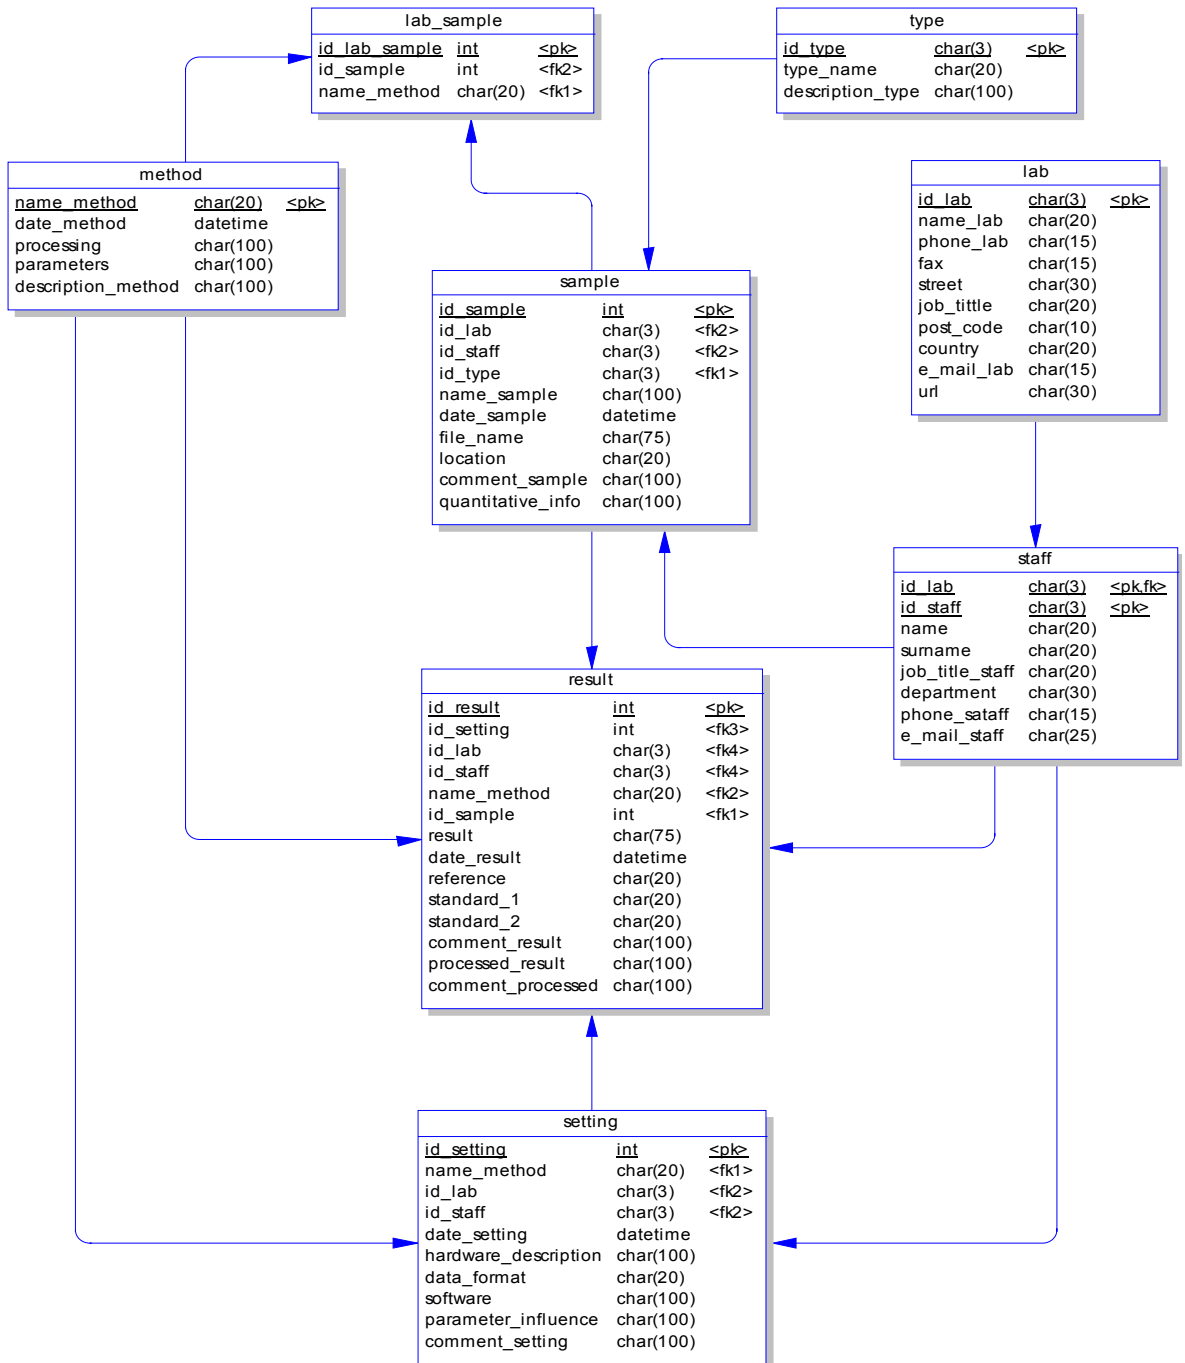 lab_sample
id_lab_sample int <pk>
id_sample int <fk2>
name_method char(20) <fk1>
type
id_type char(3) <pk>
type_name char(20)
description_type char(100)
method
name_method char(20) <pk>
date_method datetime
processing char(100)
parameters char(100)
description_method char(100)
lab
id_lab char(3) <pk>
name_lab char(20)
phone_lab char(15)
fax char(15)
street char(30)
job_tittle char(20)
post_code char(10)
country char(20)
e_mail_lab char(15)
url char(30)
sample
id_sample int <pk>
id_lab char(3) <fk2>
id_staff char(3) <fk2>
id_type char(3) <fk1>
name_sample char(100)
date_sample datetime
file_name char(75)
location char(20)
comment_sample char(100)
quantitative_info char(100)
staff
id_lab char(3) <pk,fk>
id_staff char(3) <pk>
name char(20)
surname char(20)
job_title_staff char(20)
department char(30)
phone_sataff char(15)
e_mail_staff char(25)
result
id_result int <pk>
id_setting int <fk3>
id_lab char(3) <fk4>
id_staff char(3) <fk4>
name_method char(20) <fk2>
id_sample int <fk1>
result char(75)
date_result datetime
reference char(20)
standard_1 char(20)
standard_2 char(20)
comment_result char(100)
processed_result char(100)
comment_processed char(100)
setting
id_setting int <pk>
name_method char(20) <fk1>
id_lab char(3) <fk2>
id_staff char(3) <fk2>
date_setting datetime
hardware_description char(100)
data_format char(20)
software char(100)
parameter_influence char(100)
comment_setting char(100)